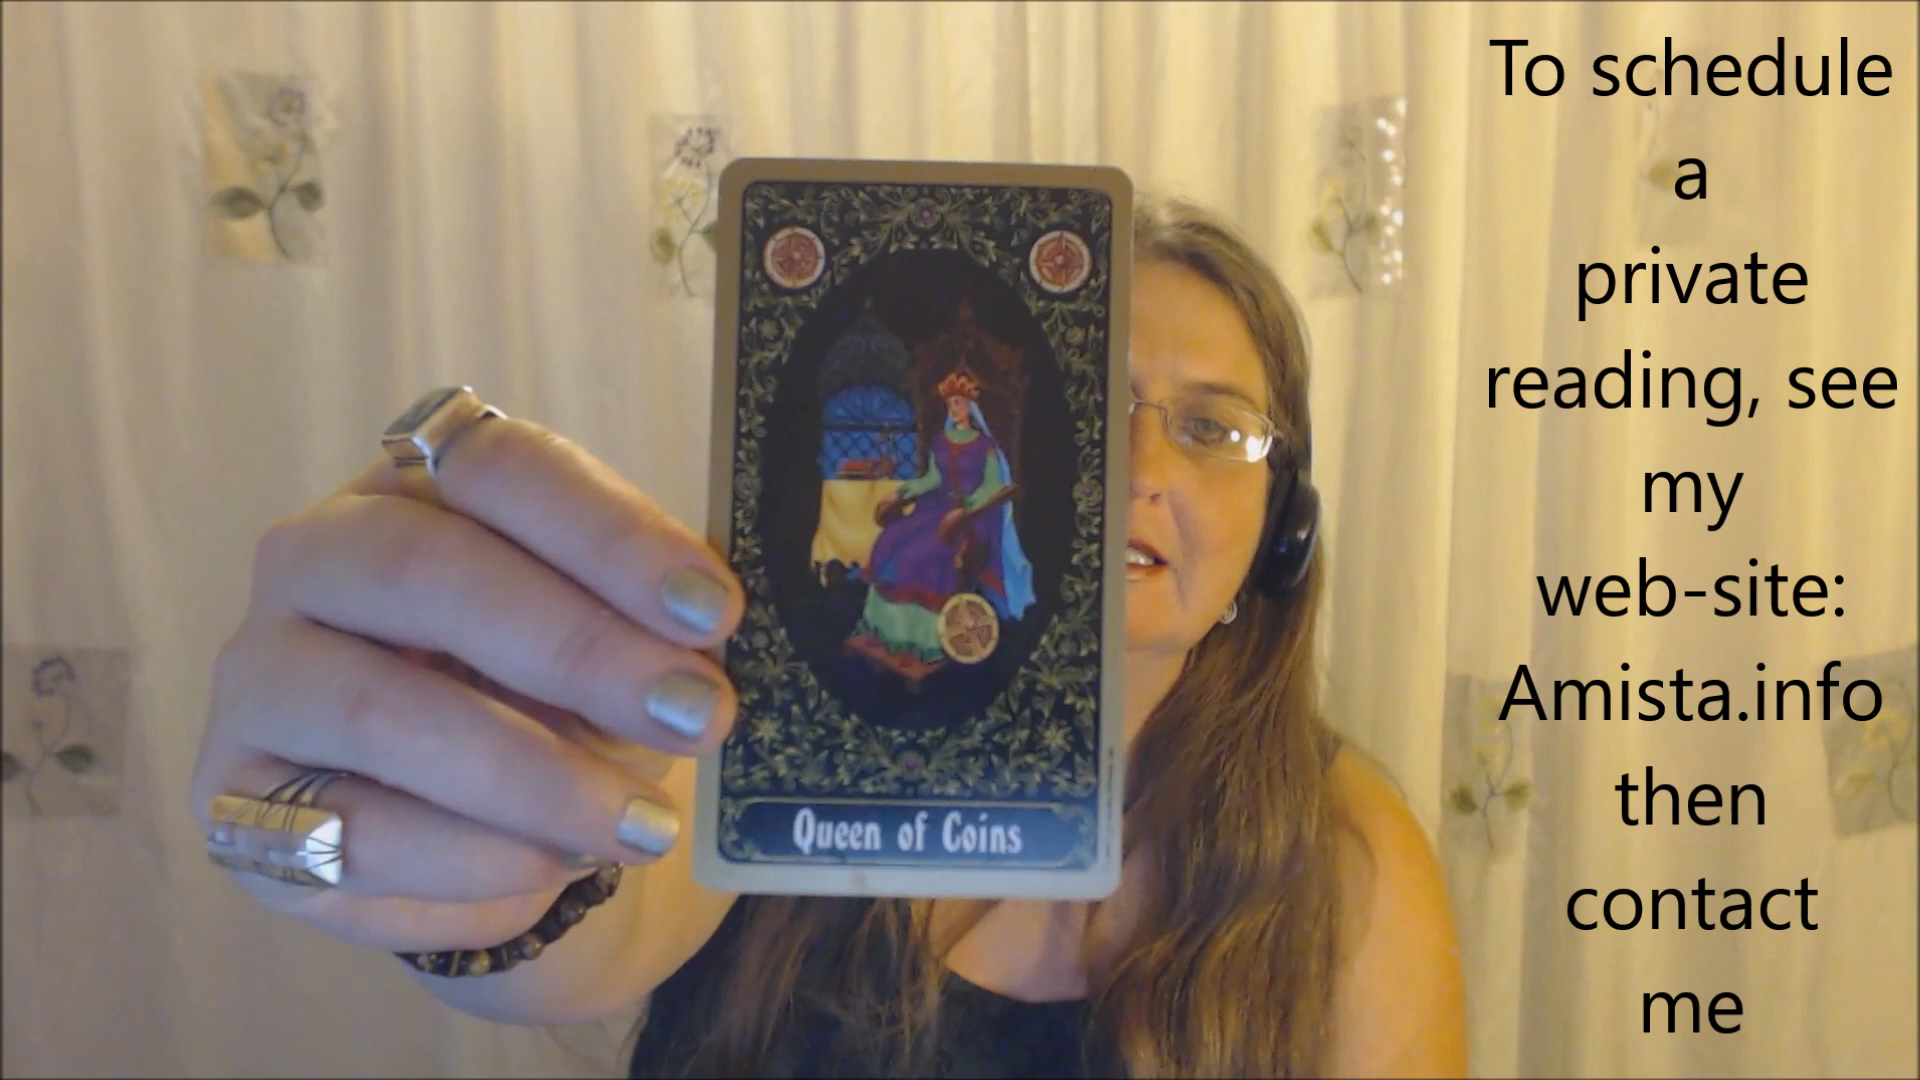 To schedule
a
private
reading, see
my
web-site:
Amista.info
then
contact
me
Queen of Coins